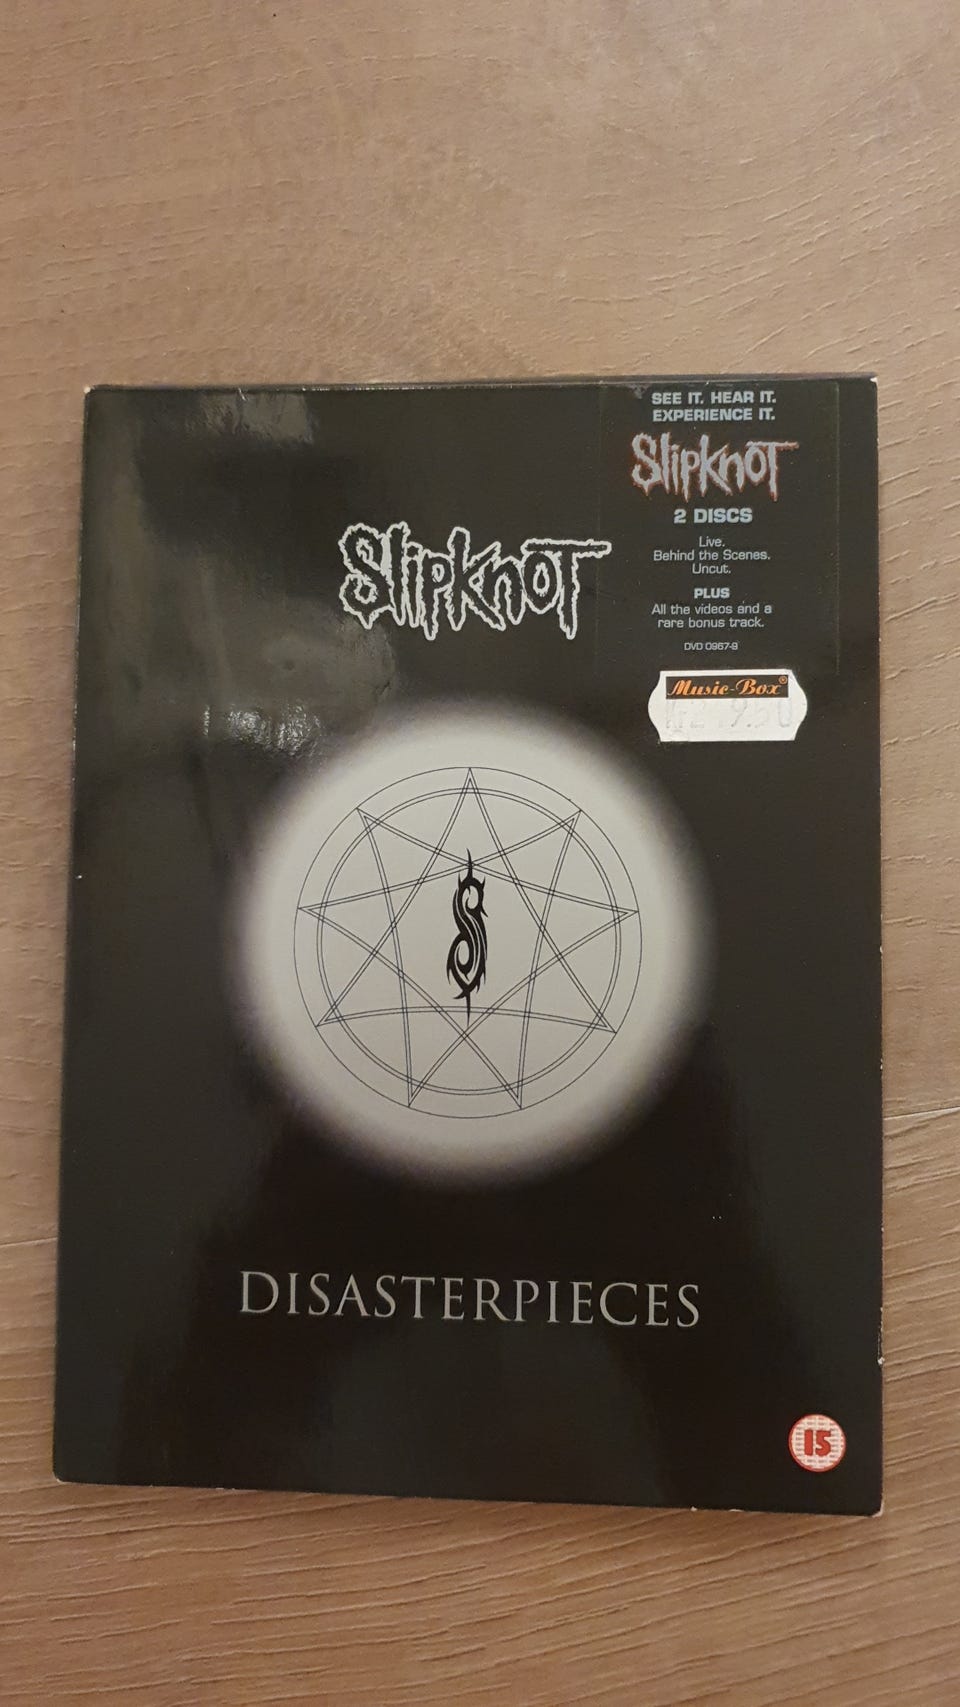 SEE IT. HEAR IT.
EXPERIENCE IT.
Slipknot
2 DISCS
Live.
Behind the Scenes.
Uncut.
PLUS
All the videos and a
rare bonus track.
DVD 0967-9
Music-Box®
Slipknot
S
DISASTERPIECES
15